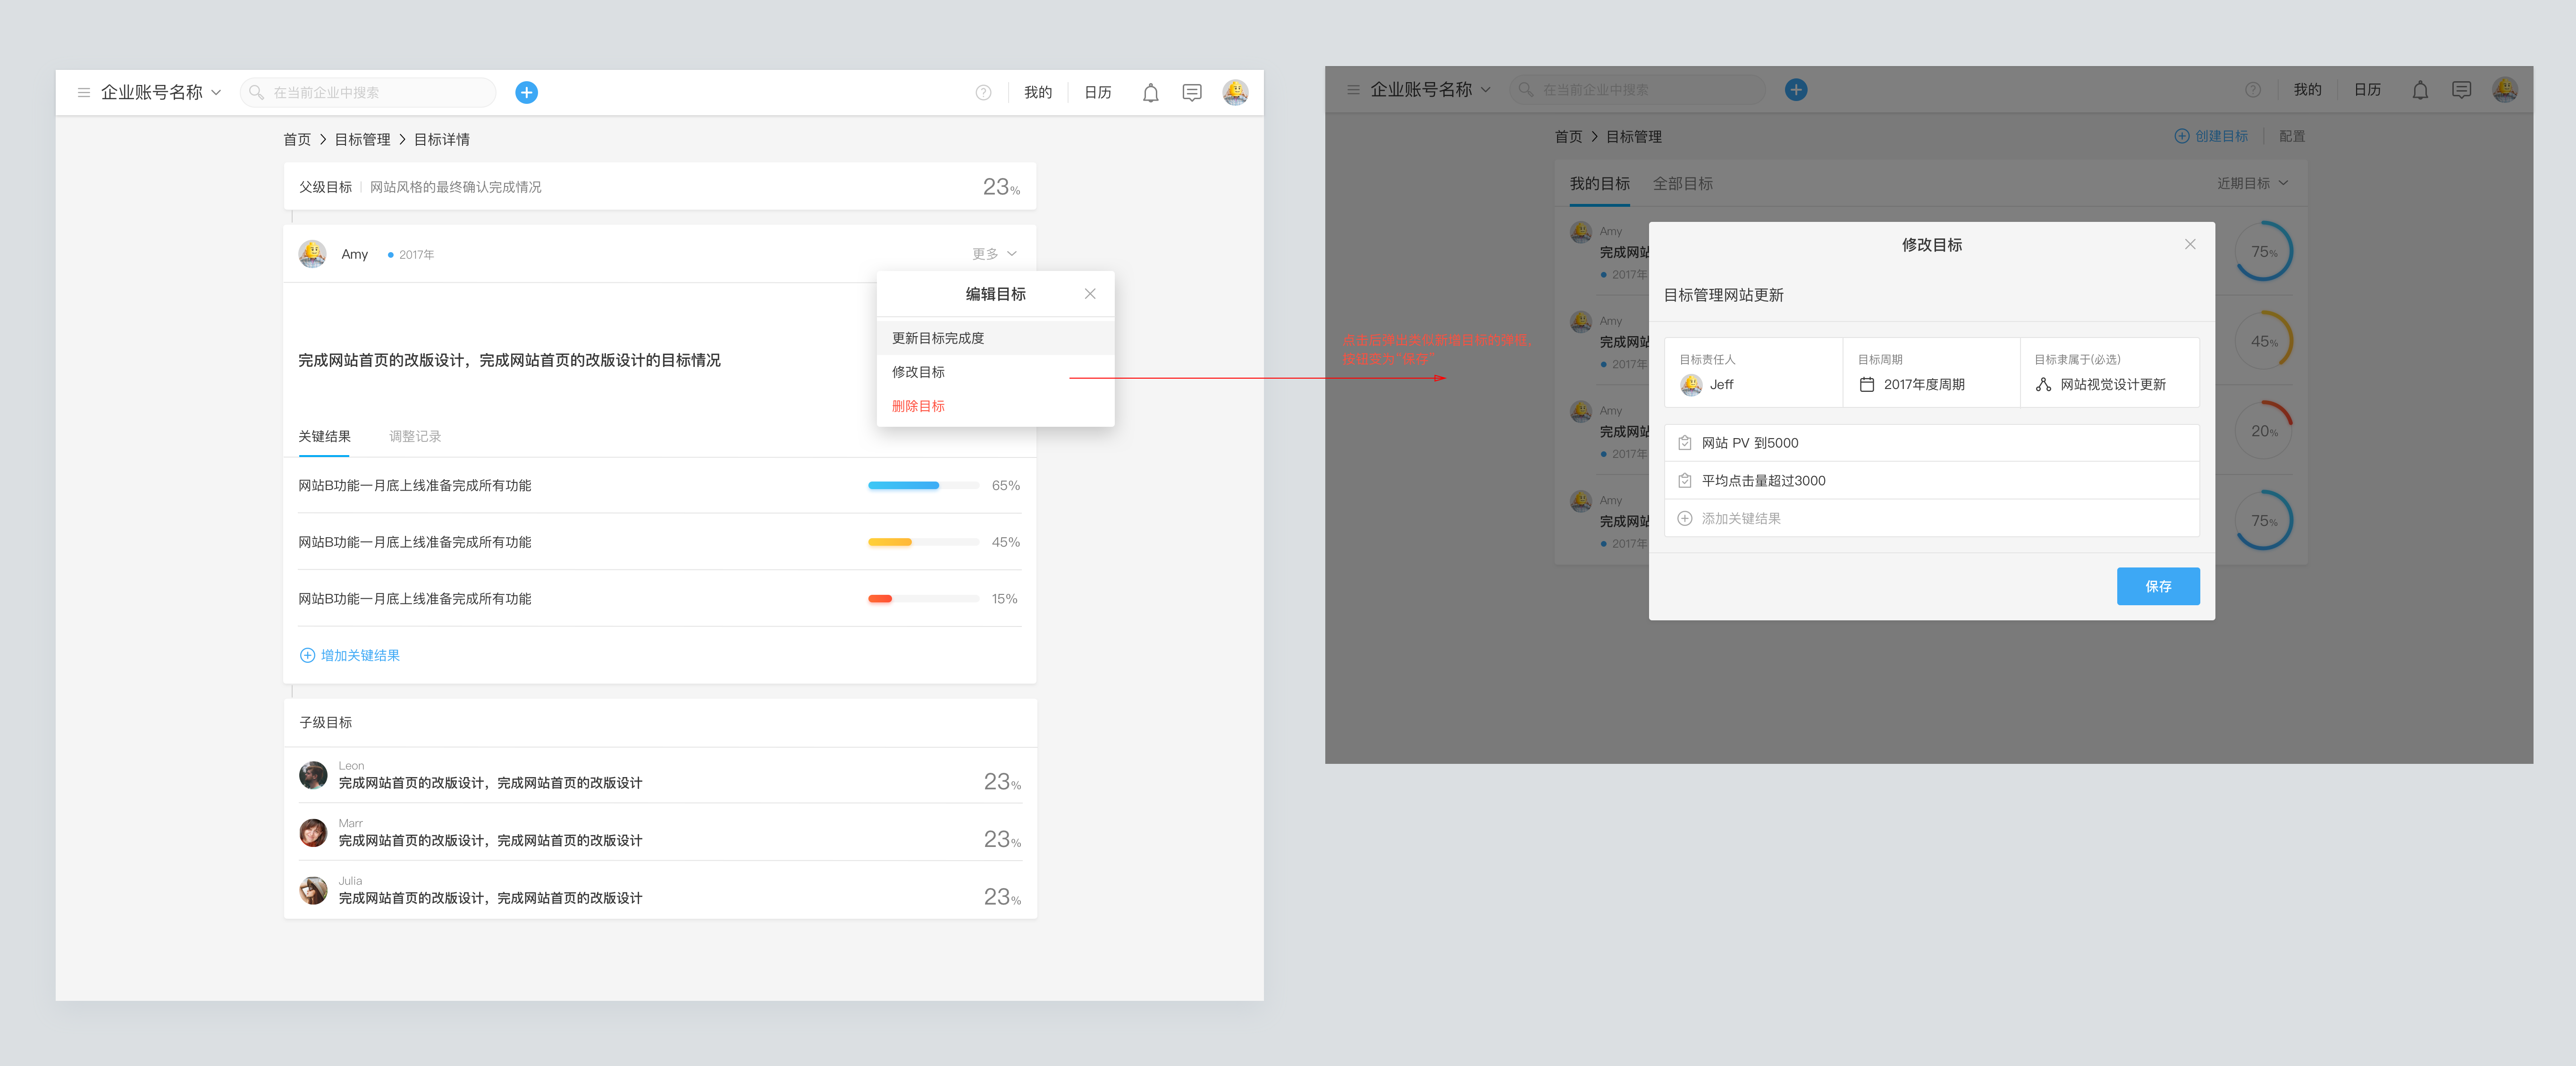 企业账号名称
在当前企业中搜索
我的
日历
首页 > 目标管理 > 目标详情
父级目标 网站风格的最终确认完成情况 23%
Amy 2017年 更多
编辑目标
更新目标完成度
修改目标
删除目标
完成网站首页的改版设计，完成网站首页的改版设计的目标情况
关键结果 调整记录
网站B功能一月底上线准备完成所有功能 65%
网站B功能一月底上线准备完成所有功能 45%
网站B功能一月底上线准备完成所有功能 15%
增加关键结果
子级目标
Leon
完成网站首页的改版设计，完成网站首页的改版设计 23%
Marr
完成网站首页的改版设计，完成网站首页的改版设计 23%
Julia
完成网站首页的改版设计，完成网站首页的改版设计 23%
企业账号名称
在当前企业中搜索
我的
日历
首页 > 目标管理
创建目标 配置
我的目标 全部目标 近期目标
Amy
完成网站
2017年
75%
Amy
完成网站
2017年
45%
Amy
完成网站
2017年
20%
Amy
完成网站
2017年
75%
点击后弹出类似新增目标的弹框，
按钮变为“保存”
修改目标
目标管理网站更新
目标责任人
Jeff
目标周期
2017年度周期
目标隶属于(必选)
网站视觉设计更新
网站 PV 到5000
平均点击量超过3000
添加关键结果
保存